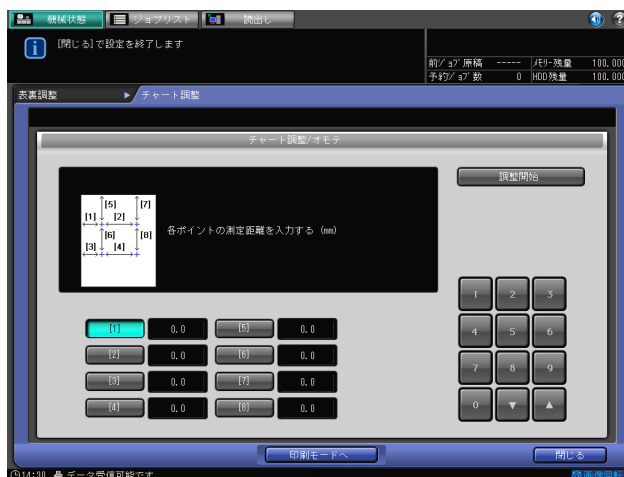 機械状態 ジョブリスト 読出し
[閉じる]で設定を終了します
前ジョブ原稿 ----- メモリー残量 100.000
予約ジョブ数 0 HDD残量 100.000
表裏調整 チャート調整
チャート調整/オモテ
調整開始
[5] [7]
[1] [2]
[6] [8]
[3] [4]
各ポイントの測定距離を入力する (mm)
1 2 3
[1] 0.0 [5] 0.0
4 5 6
[2] 0.0 [6] 0.0
7 8 9
[3] 0.0 [7] 0.0
[4] 0.0 [8] 0.0
0 ▼ ▲
印刷モードへ 閉じる
14:30 データ受信可能です 画像回転